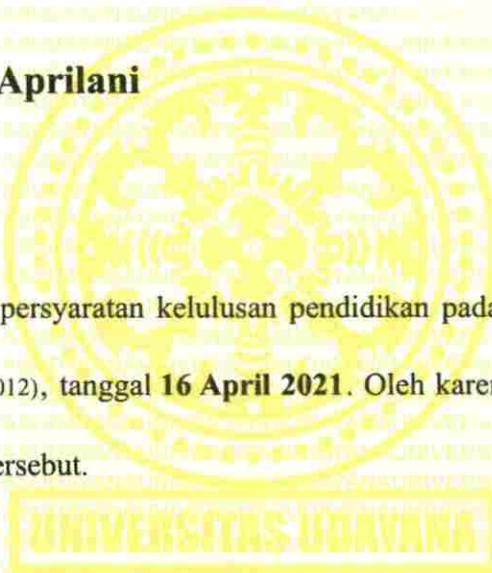 Aprilani
persyaratan kelulusan pendidikan pada
012), tanggal 16 April 2021. Oleh karen
ersebut.
UNIVERSITAS UDAYANA